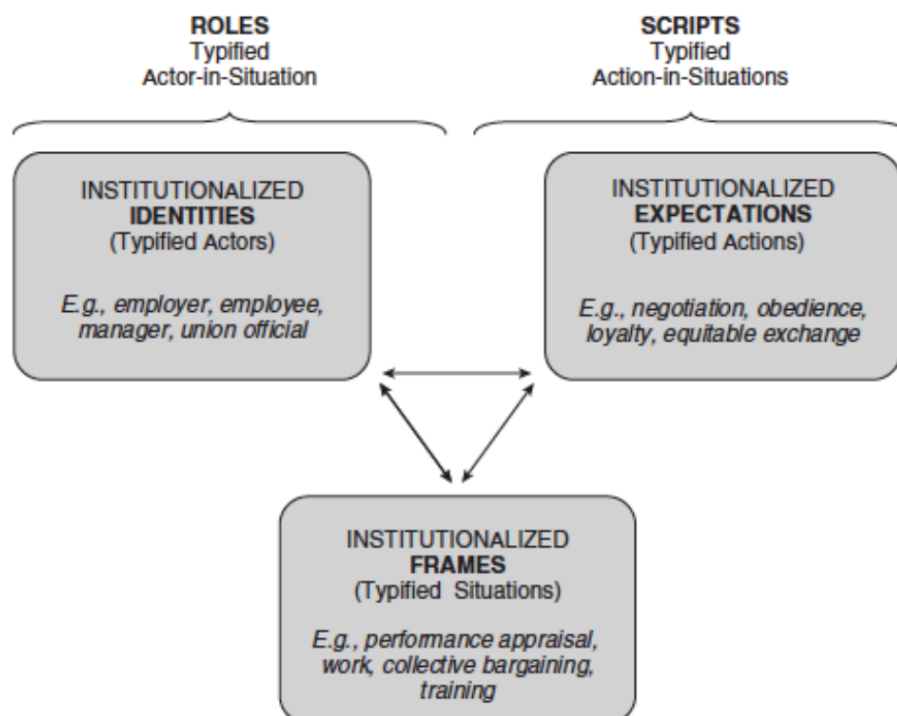 ROLES
Typified
Actor-in-Situation
SCRIPTS
Typified
Action-in-Situations
INSTITUTIONALIZED
IDENTITIES
(Typified Actors)
E.g., employer, employee,
manager, union official
INSTITUTIONALIZED
EXPECTATIONS
(Typified Actions)
E.g., negotiation, obedience,
loyalty, equitable exchange
INSTITUTIONALIZED
FRAMES
(Typified Situations)
E.g., performance appraisal,
work, collective bargaining,
training